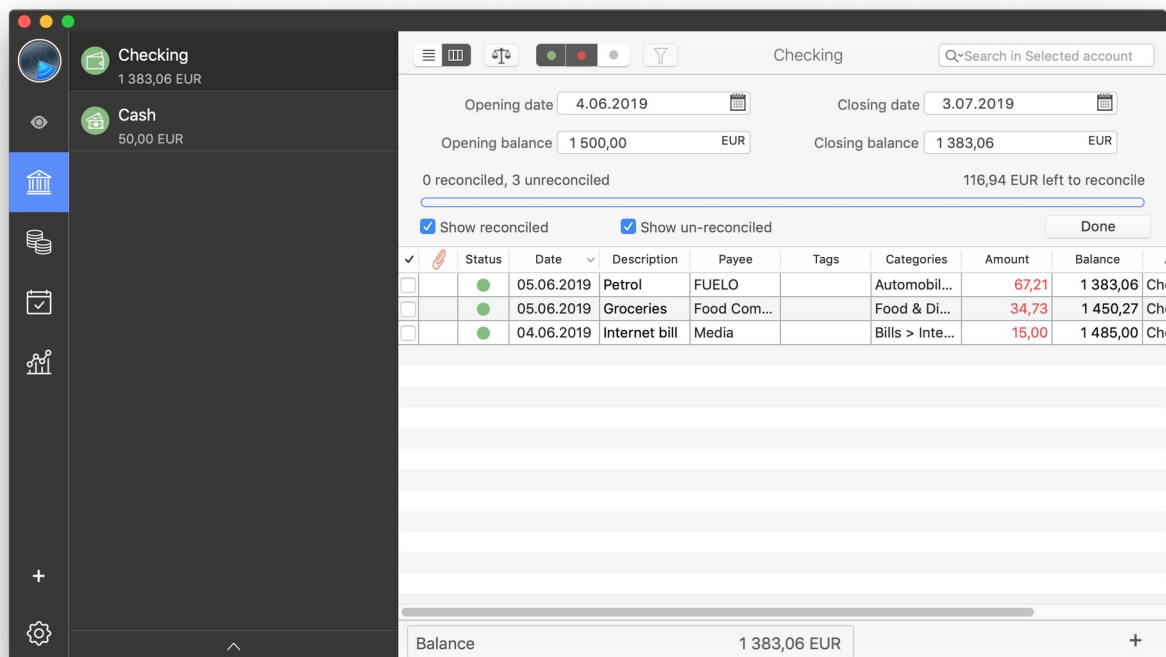 Checking
1 383,06 EUR
Cash
50,00 EUR
Checking
Search in Selected account
Opening date 4.06.2019 Closing date 3.07.2019
Opening balance 1 500,00 EUR Closing balance 1 383,06 EUR
0 reconciled, 3 unreconciled 116,94 EUR left to reconcile
Show reconciled Show un-reconciled Done
Status Date Description Payee Tags Categories Amount Balance
05.06.2019 Petrol FUELO Automobil... 67,21 1 383,06 Che
05.06.2019 Groceries Food Com... Food & Di... 34,73 1 450,27 Che
04.06.2019 Internet bill Media Bills > Inte... 15,00 1 485,00 Che
Balance 1 383,06 EUR